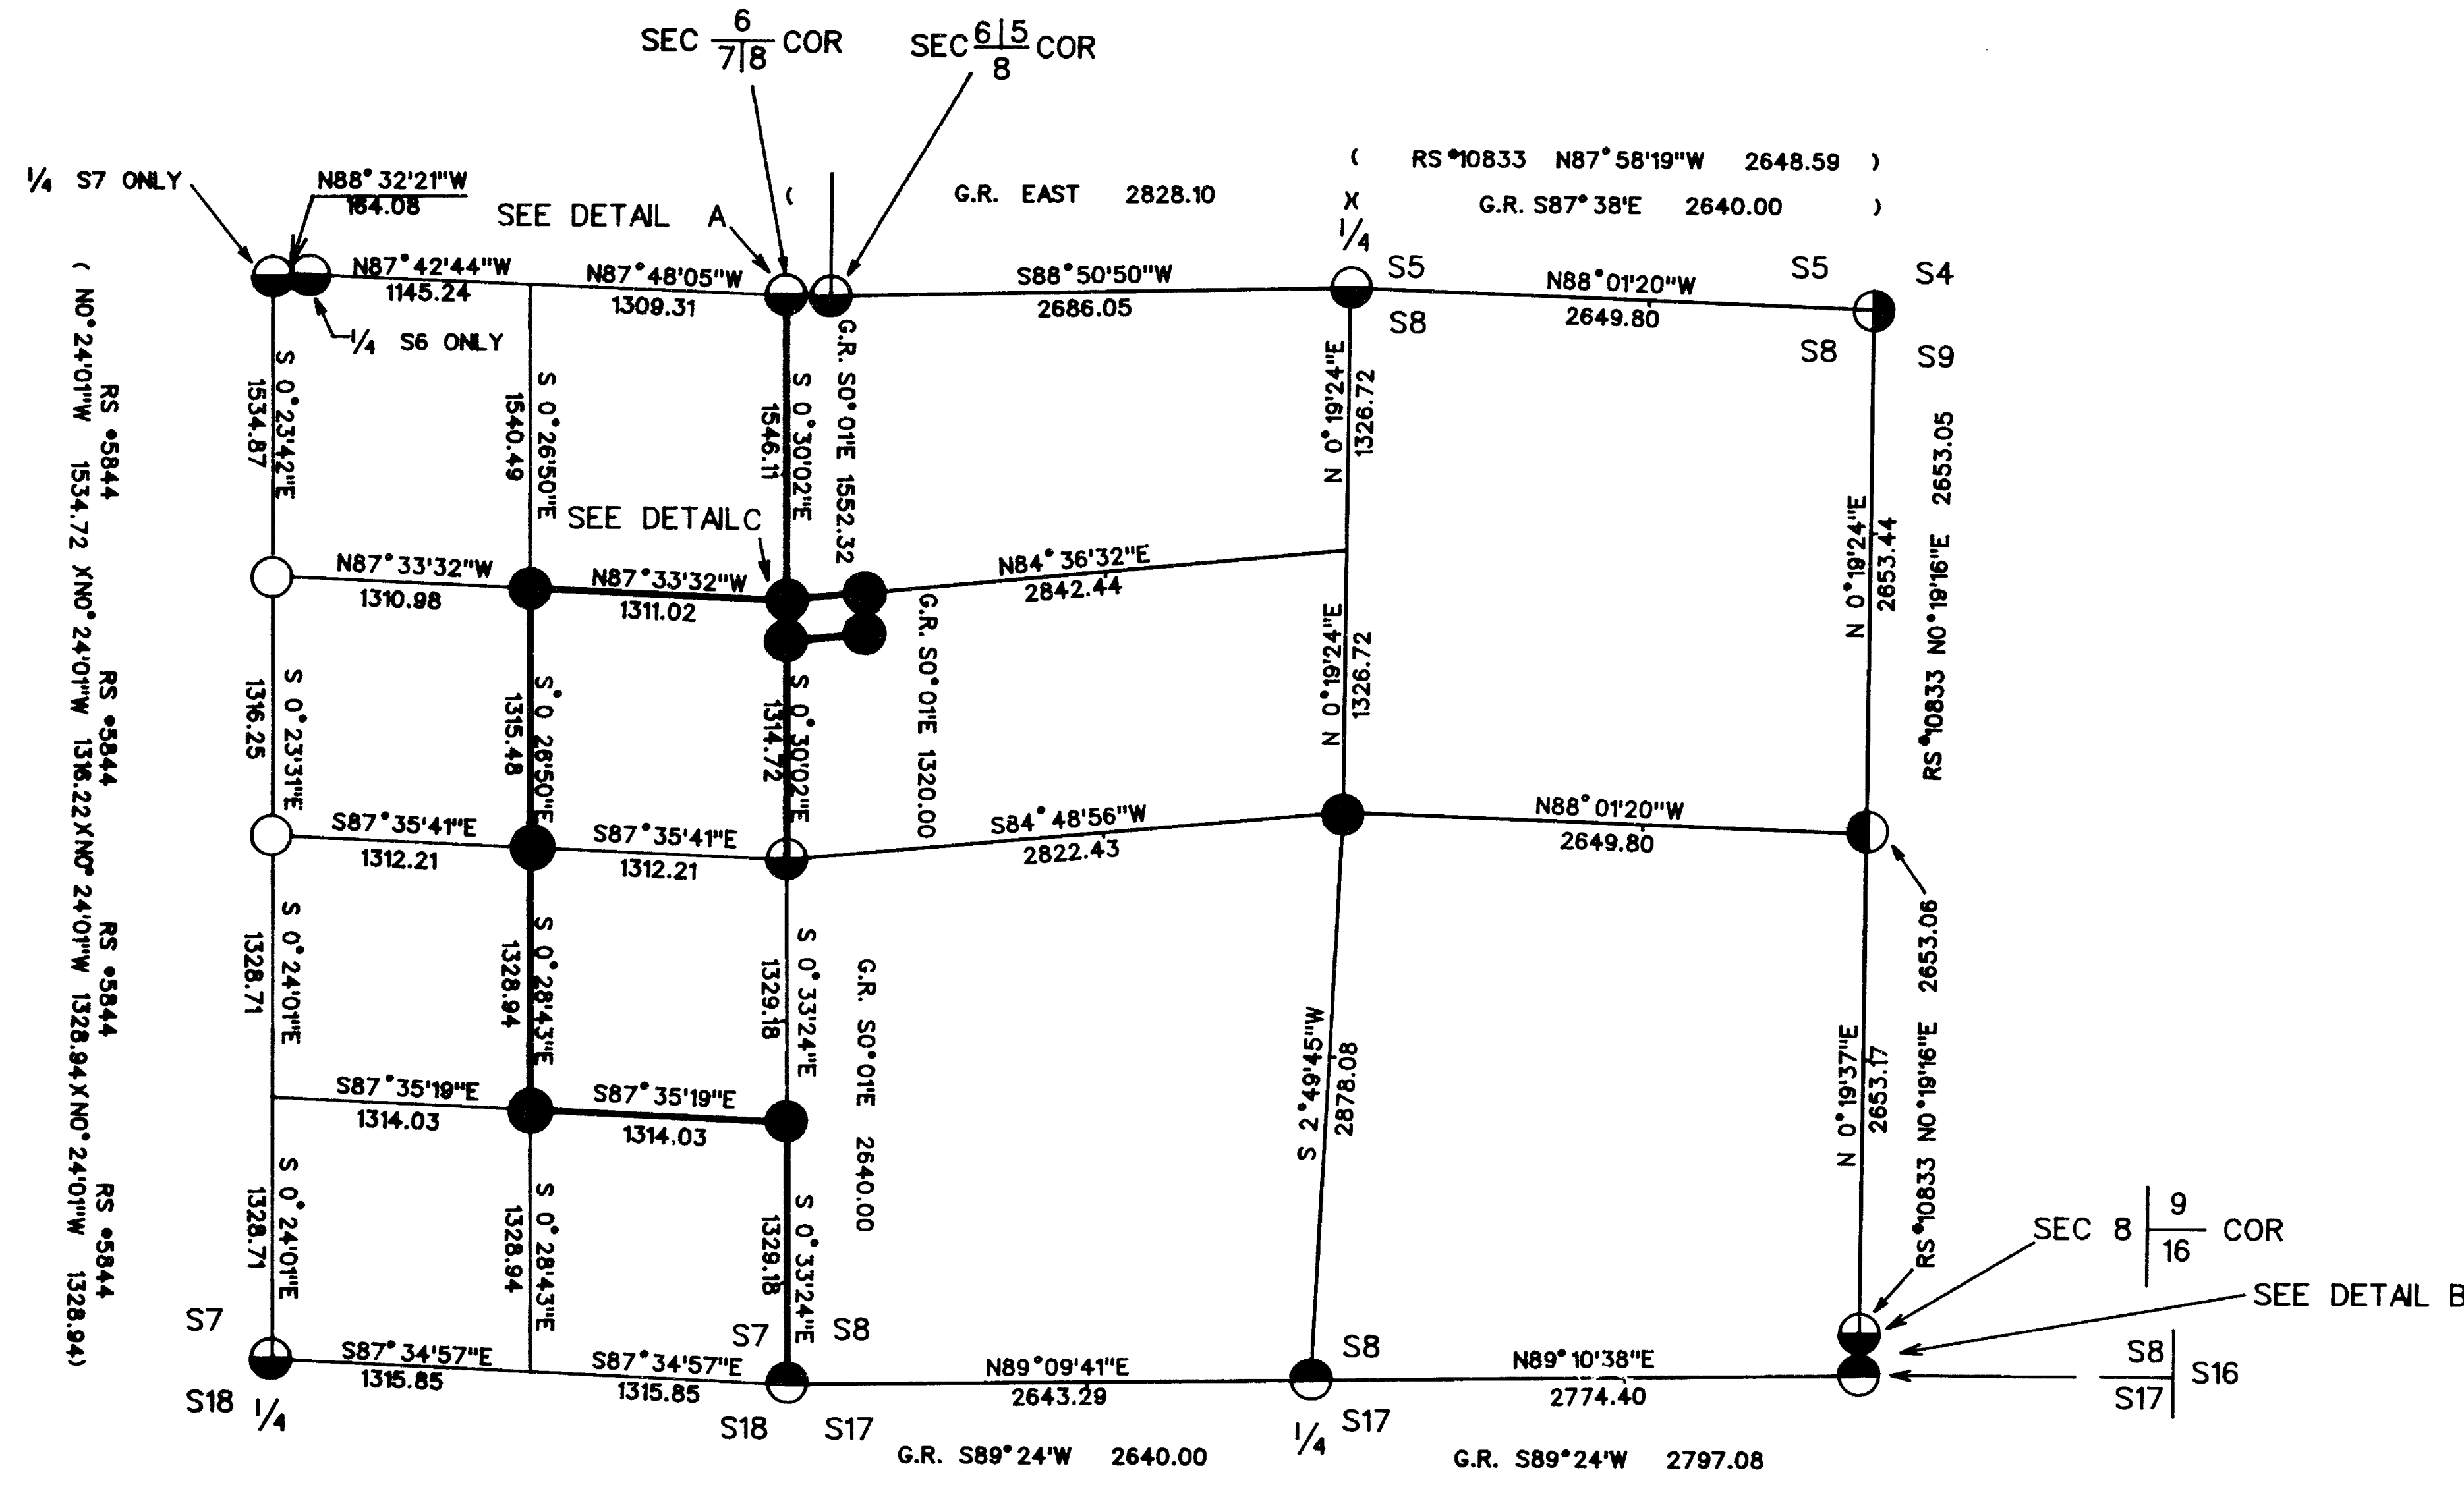 6
SEC 7|8 COR
6|5
SEC 8 COR
( RS #10833 N87°58'19"W 2648.59 )
1/4 S7 ONLY
N88°32'21"W
164.08
( G.R. EAST 2828.10 )(
G.R. S87°38'E 2640.00 )
SEE DETAIL A
1/4
N87°42'44"W
1145.24
N87°48'05"W
1309.31
S88°50'50"W
2686.05
S5
N88°01'20"W
2649.80
S5
S4
1/4 S6 ONLY
S8
S8
S9
RS #5844
RS #5844
RS #5844
RS #5844
( N0°24'01"W 1534.72 )(N0°24'01"W 1316.22)(N0°24'01"W 1328.94)(N0°24'01"W 1328.94)
S 0°23'42"E
1534.87
S 0°26'50"E
1540.49
S 0°30'02"E
1546.11
G.R. S0°01'E 1552.32
N 0°19'24"E
1326.72
N 0°19'24"E
2653.44
RS #10833 N0°19'16"E 2653.05
SEE DETAIL C
N87°33'32"W
1310.98
N87°33'32"W
1311.02
N84°36'32"E
2842.44
S 0°23'31"E
1316.25
S 0°26'50"E
1315.48
S 0°30'02"E
1314.72
G.R. S0°01'E 1320.00
N 0°19'24"E
1326.72
S87°35'41"E
1312.21
S87°35'41"E
1312.21
S84°48'56"W
2822.43
N88°01'20"W
2649.80
S 0°24'01"E
1328.71
S 0°28'43"E
1328.94
S 0°33'24"E
1329.18
G.R. S0°01'E 2640.00
S 2°49'45"W
2878.08
N 0°19'37"E
2653.17
RS #10833 N0°19'16"E 2653.06
S87°35'19"E
1314.03
S87°35'19"E
1314.03
S 0°24'01"E
1328.71
S 0°28'43"E
1328.94
S 0°33'24"E
1329.18
SEC 8 | 9
16 COR
SEE DETAIL B
S7
S7
S8
S8
S87°34'57"E
1315.85
S87°34'57"E
1315.85
N89°09'41"E
2643.29
N89°10'38"E
2774.40
S8
S17
S16
S18 1/4
S18
S17
1/4 S17
G.R. S89°24'W 2640.00
G.R. S89°24'W 2797.08